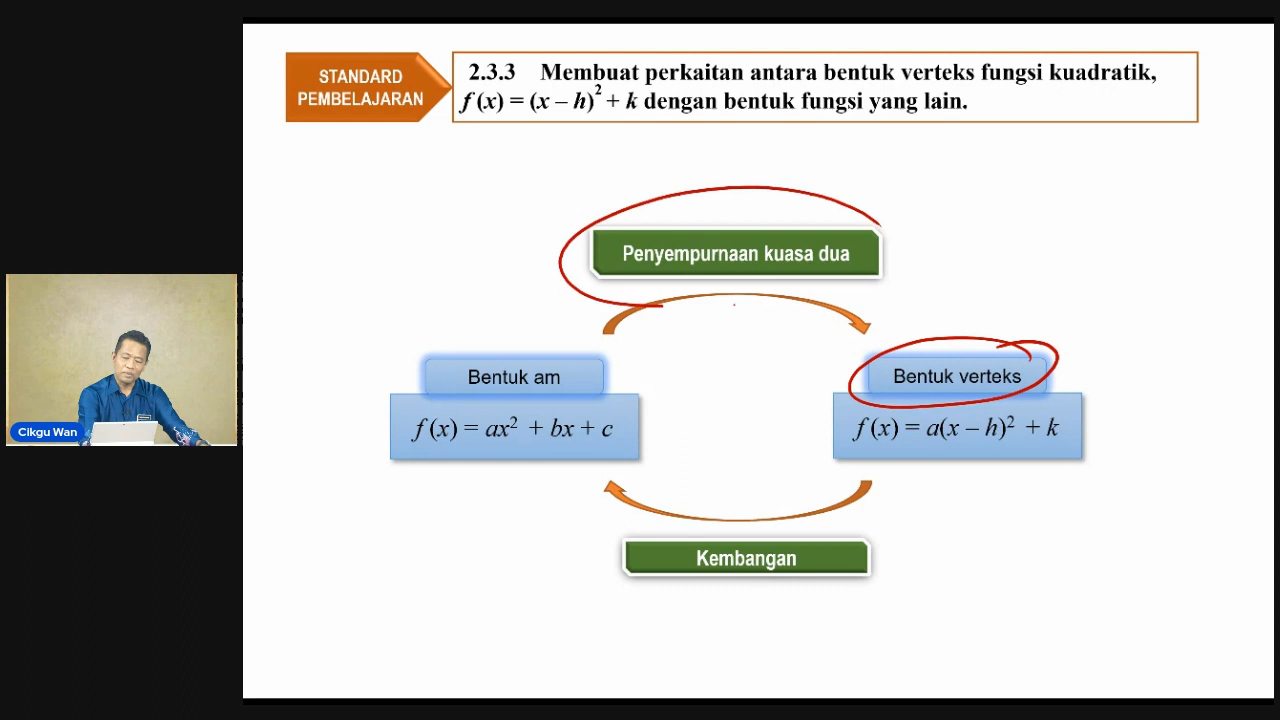 STANDARD
PEMBELAJARAN
2.3.3 Membuat perkaitan antara bentuk verteks fungsi kuadratik,
f (x) = (x – h)² + k dengan bentuk fungsi yang lain.
Penyempurnaan kuasa dua
Bentuk am
f (x) = ax² + bx + c
Bentuk verteks
f (x) = a(x – h)² + k
Kembangan
Cikgu Wan